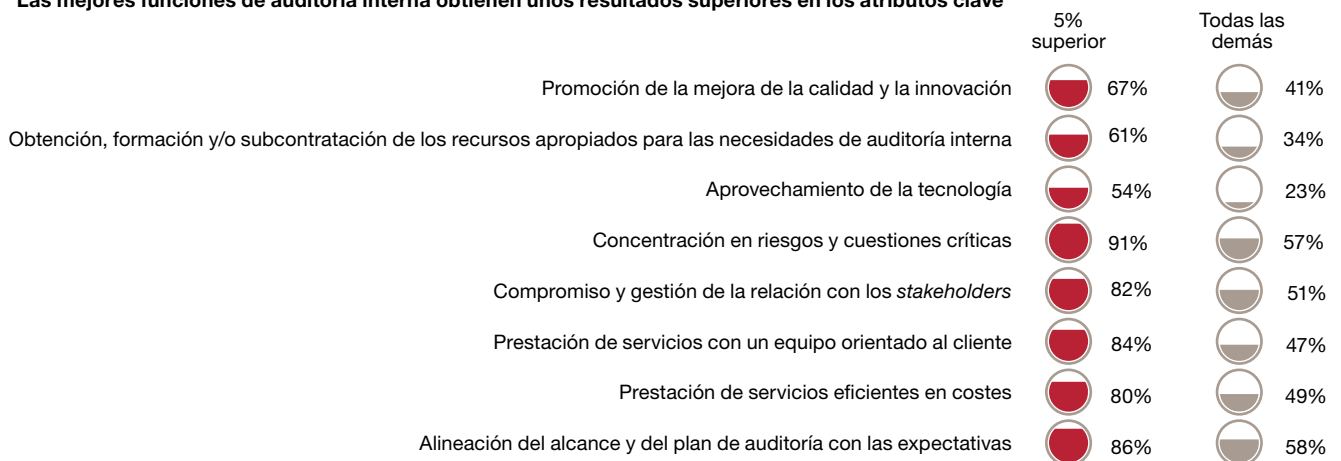 Las mejores funciones de auditoría interna obtienen unos resultados superiores en los atributos clave
5% superior
Todas las demás
Promoción de la mejora de la calidad y la innovación 67% 41%
Obtención, formación y/o subcontratación de los recursos apropiados para las necesidades de auditoría interna 61% 34%
Aprovechamiento de la tecnología 54% 23%
Concentración en riesgos y cuestiones críticas 91% 57%
Compromiso y gestión de la relación con los stakeholders 82% 51%
Prestación de servicios con un equipo orientado al cliente 84% 47%
Prestación de servicios eficientes en costes 80% 49%
Alineación del alcance y del plan de auditoría con las expectativas 86% 58%